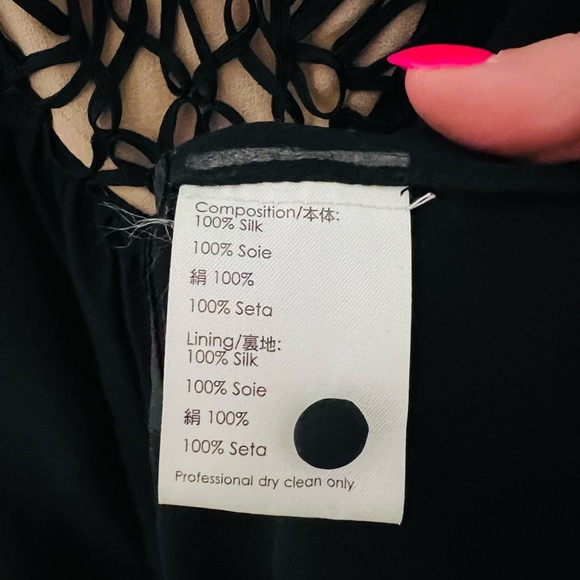 Composition/本体:
100% Silk
100% Soie
絹 100%
100% Seta
Lining/裏地:
100% Silk
100% Soie
絹 100%
100% Seta
Professional dry clean only